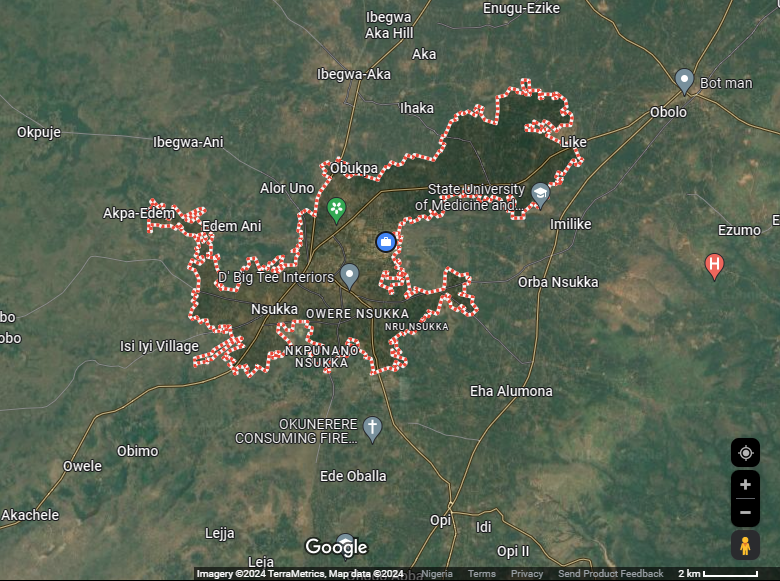 Enugu-Ezike
Ibegwa
Aka Hill
Aka
Ibegwa-Aka
Bot man
Ihaka
Obolo
Okpuje
Ibegwa-Ani
Like
Obukpa
Alor Uno
State University
of Medicine and...
Akpa-Edem
Edem Ani
Imilike
Ezumo
E
H
D' Big Tee Interiors
Orba Nsukka
Nsukka
OWERE NSUKKA
bo
NRU NSUKKA
obo
Isi Iyi Village
NKPUNANO
NSUKKA
Eha Alumona
OKUNERERE
CONSUMING FIRE...
Obimo
Owele
Ede Oballa
Akachele
Opi
Idi
Lejja
Google
Opi II
Leja
Imagery ©2024 TerraMetrics, Map data ©2024 Nigeria Terms Privacy Send Product Feedback 2 km